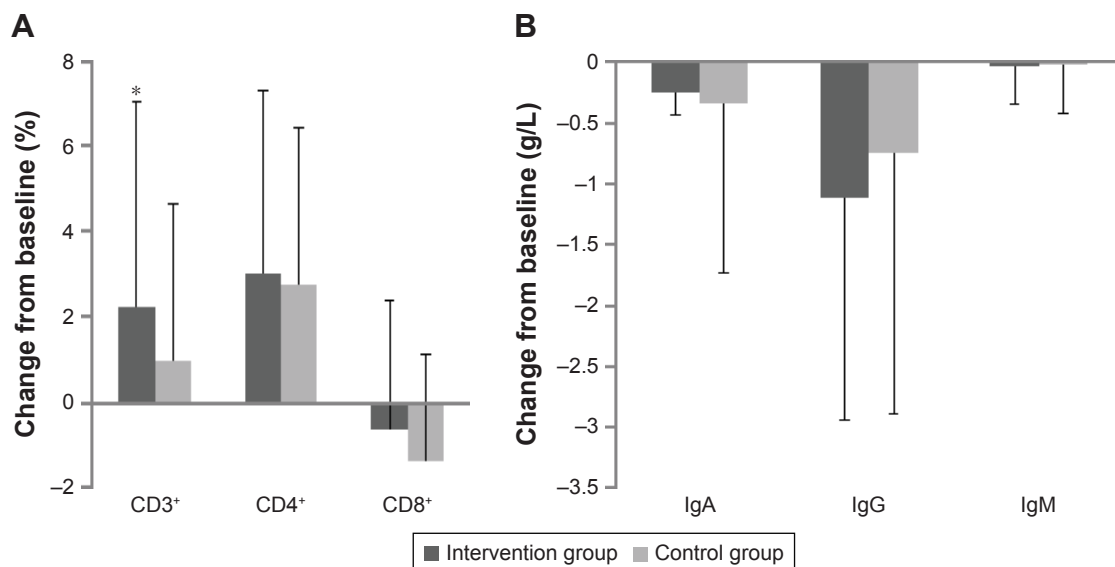 A
Change from baseline (%)
8
6
4
2
0
–2
*
CD3⁺
CD4⁺
CD8⁺
B
Change from baseline (g/L)
0
–0.5
–1
–1.5
–2
–2.5
–3
–3.5
IgA
IgG
IgM
Intervention group
Control group